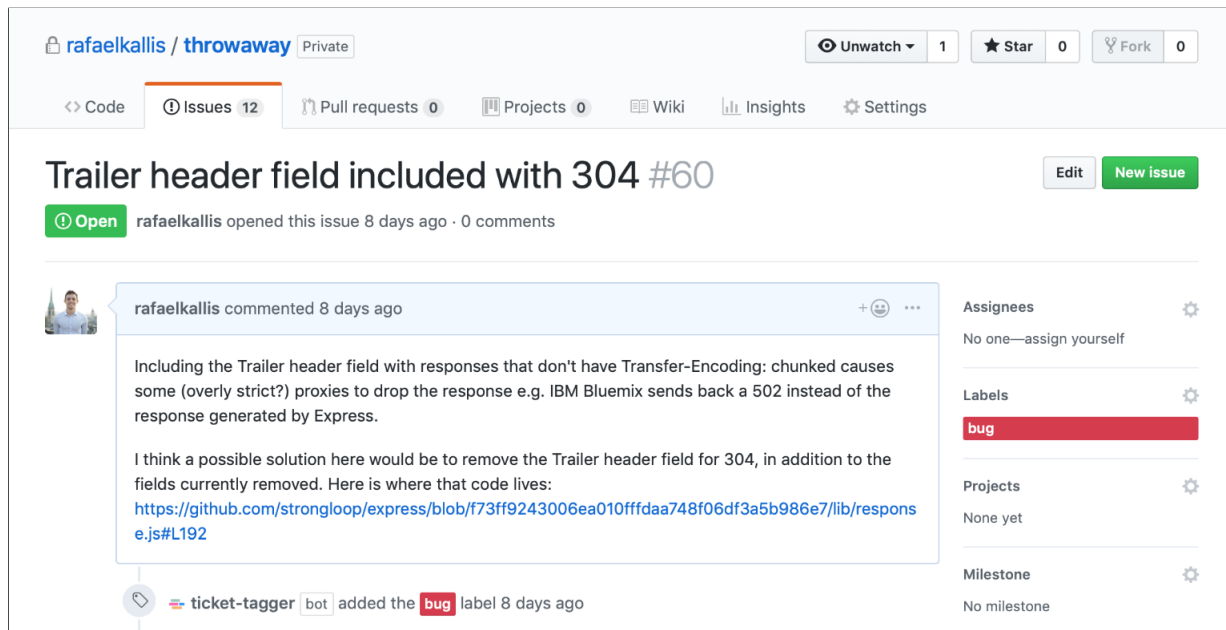 rafaelkallis / throwaway Private
Unwatch 1 Star 0 Fork 0
Code Issues 12 Pull requests 0 Projects 0 Wiki Insights Settings
Trailer header field included with 304 #60
Edit New issue
Open rafaelkallis opened this issue 8 days ago · 0 comments
rafaelkallis commented 8 days ago
Including the Trailer header field with responses that don't have Transfer-Encoding: chunked causes
some (overly strict?) proxies to drop the response e.g. IBM Bluemix sends back a 502 instead of the
response generated by Express.
I think a possible solution here would be to remove the Trailer header field for 304, in addition to the
fields currently removed. Here is where that code lives:
https://github.com/strongloop/express/blob/f73ff9243006ea010fffdaa748f06df3a5b986e7/lib/respons
e.js#L192
ticket-tagger bot added the bug label 8 days ago
Assignees
No one—assign yourself
Labels
bug
Projects
None yet
Milestone
No milestone